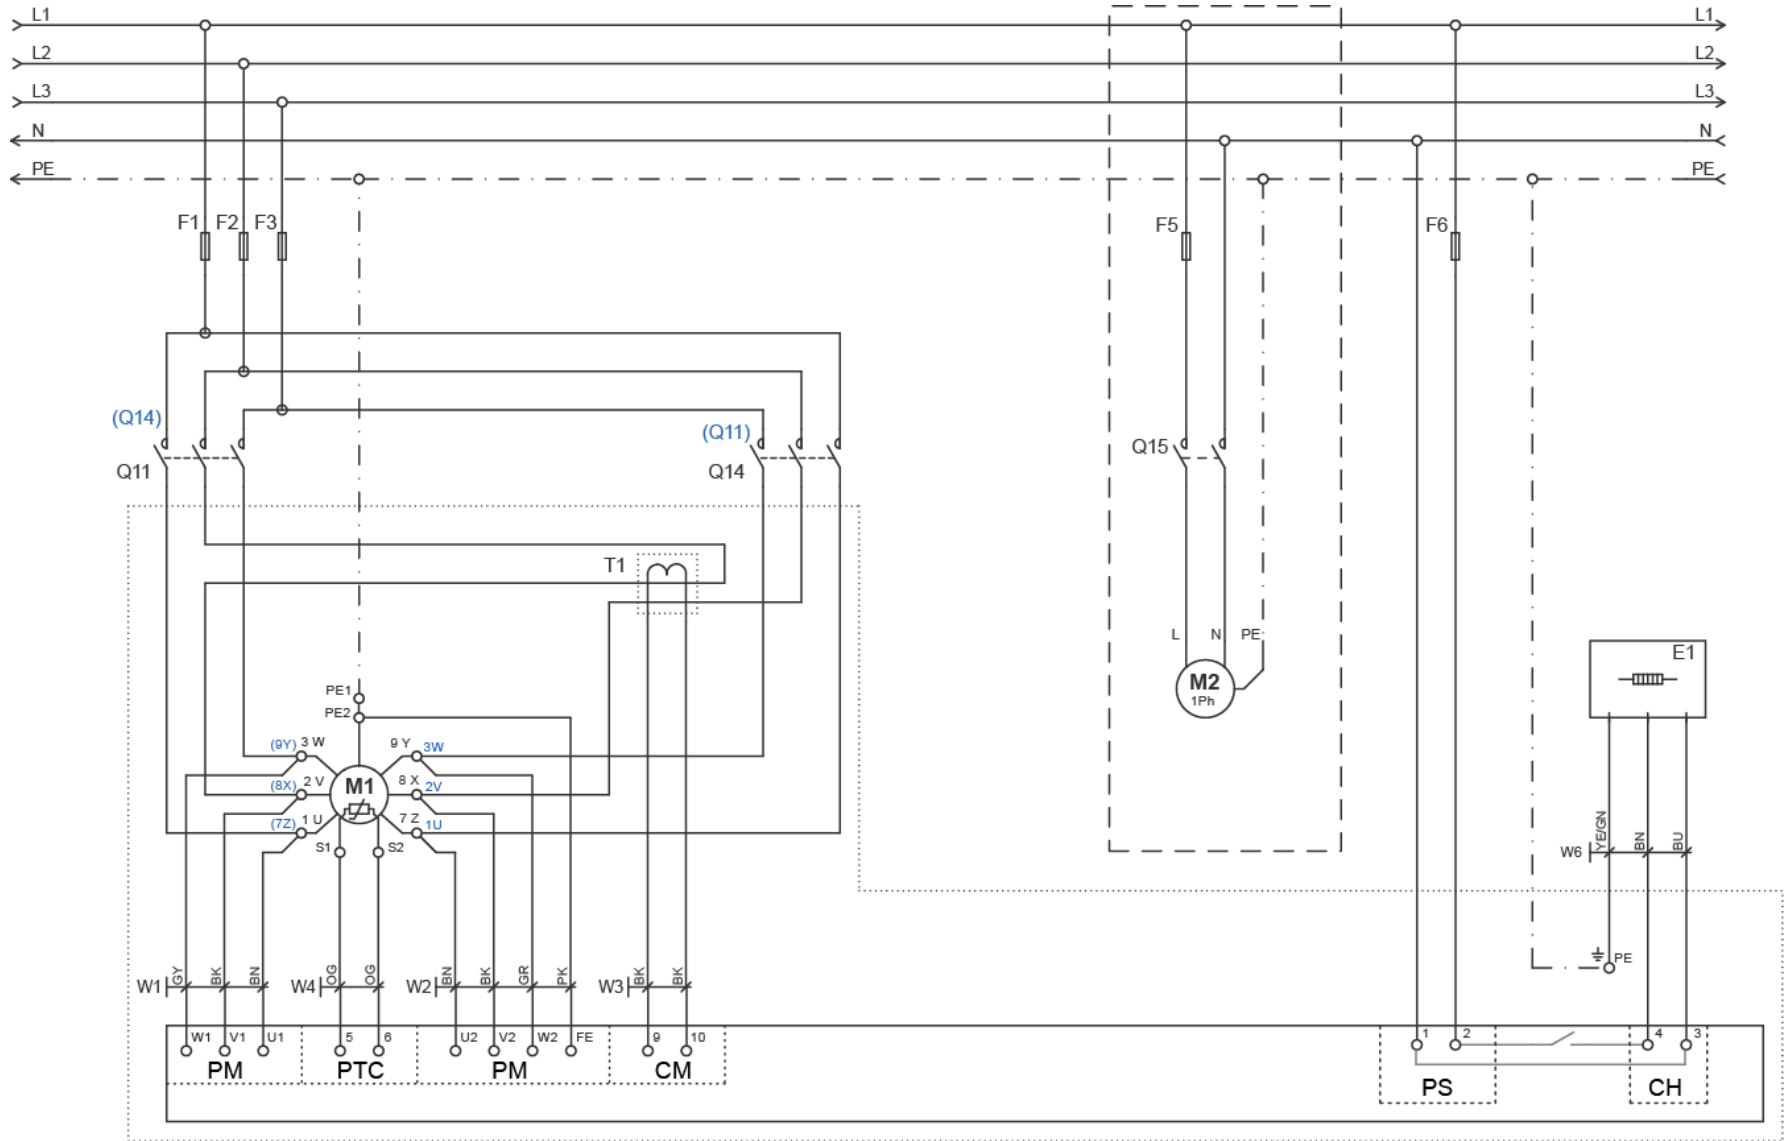 L1 L1
L2 L2
L3 L3
N N
PE PE
F1 F2 F3 F5 F6
(Q14) (Q11)
Q11 Q14 Q15
T1
L N PE
E1
M2
1Ph
PE1
PE2
(9Y) 3 W 9 Y 3W
(8X) 2 V M1 8 X 2V
(7Z) 1 U 7 Z 1U
S1 S2
YE/GN BN BU
W6
PE
GY BK BN OG OG BN BK GR PK BK BK
W1 W4 W2 W3
W1 V1 U1 5 6 U2 V2 W2 FE 9 10 1 2 4 3
PM PTC PM CM PS CH